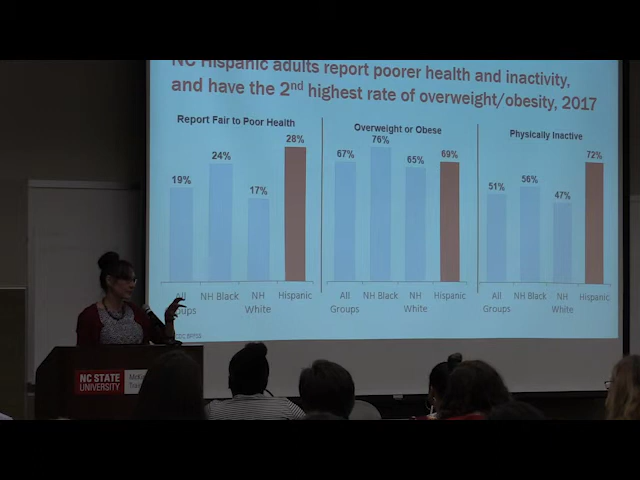 NC Hispanic adults report poorer health and inactivity,
and have the 2nd highest rate of overweight/obesity, 2017
Report Fair to Poor Health
19%
24%
17%
28%
All
NH Black
NH
Hispanic
White
Overweight or Obese
67%
76%
65%
69%
All
NH Black
NH
Hispanic
Groups
White
Physically Inactive
51%
56%
47%
72%
All
NH Black
NH
Hispanic
Groups
White
BRFSS
NC STATE
UNIVERSITY